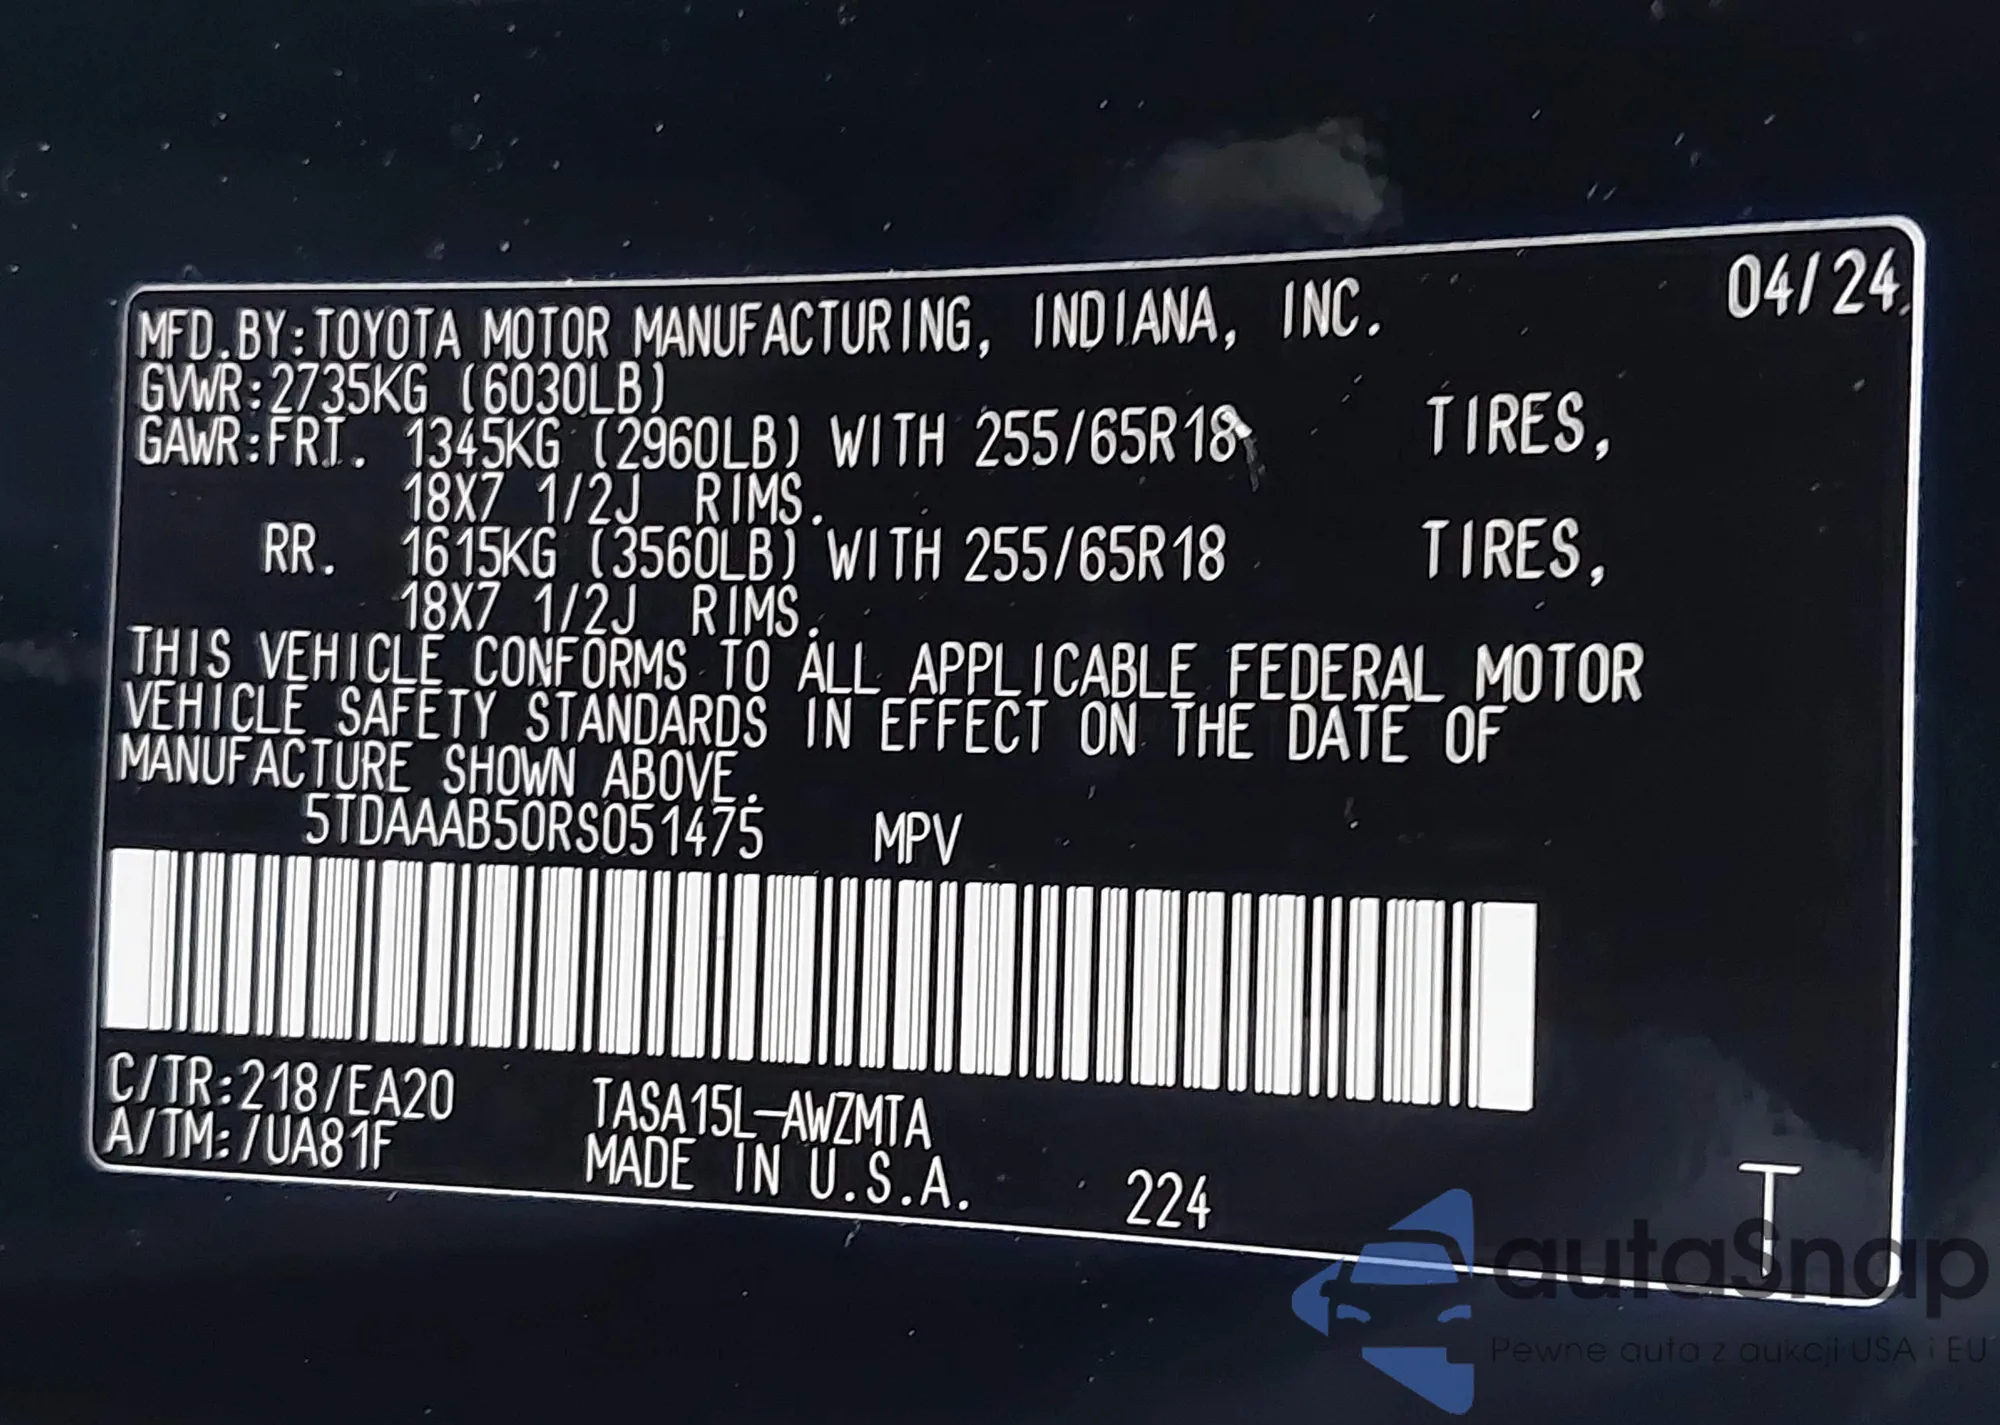 04/24
MFD.BY:TOYOTA MOTOR MANUFACTURING, INDIANA, INC.
GVWR:2735KG (6030LB)
GAWR:FRT. 1345KG (2960LB) WITH 255/65R18 TIRES,
18X7 1/2J RIMS.
RR. 1615KG (3560LB) WITH 255/65R18 TIRES,
18X7 1/2J RIMS.
THIS VEHICLE CONFORMS TO ALL APPLICABLE FEDERAL MOTOR
VEHICLE SAFETY STANDARDS IN EFFECT ON THE DATE OF
MANUFACTURE SHOWN ABOVE.
5TDAAAB50RS051475 MPV
C/TR:218/EA20 TASA15L-AWZMTA
A/TM:/UA81F MADE IN U.S.A. 224
T
autaSnap
Pewne auta z aukcji USA i EU